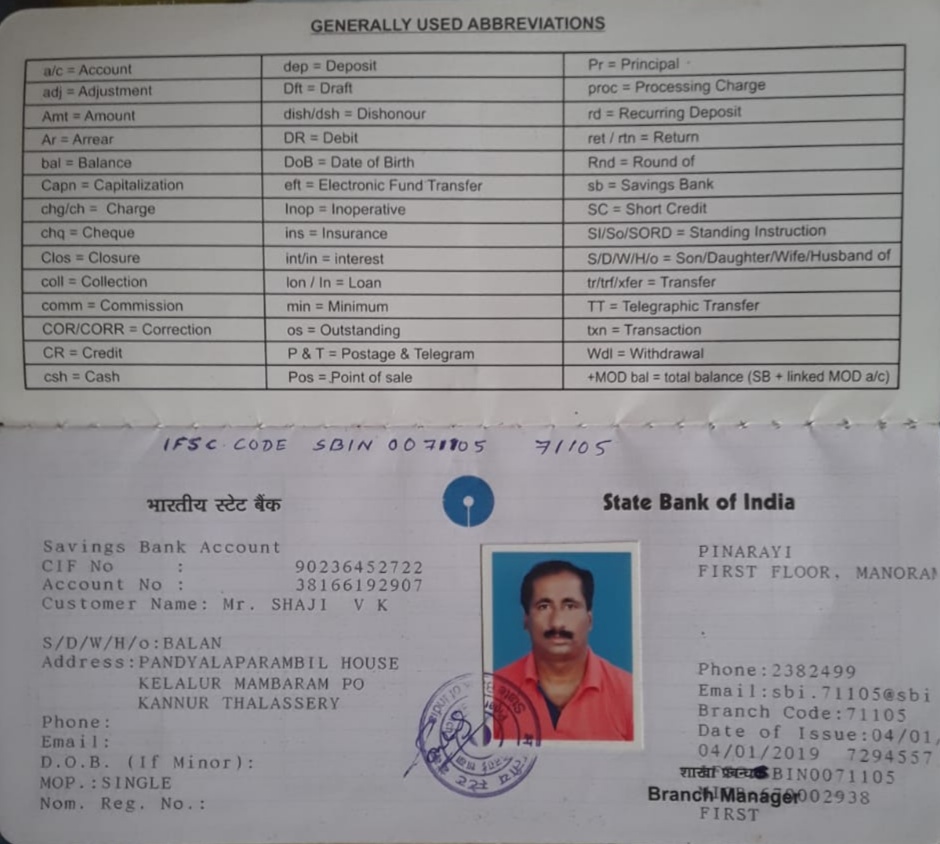 GENERALLY USED ABBREVIATIONS
a/c = Account dep = Deposit Pr = Principal
adj = Adjustment Dft = Draft proc = Processing Charge
Amt = Amount dish/dsh = Dishonour rd = Recurring Deposit
Ar = Arrear DR = Debit ret / rtn = Return
bal = Balance DoB = Date of Birth Rnd = Round of
Capn = Capitalization eft = Electronic Fund Transfer sb = Savings Bank
chg/ch = Charge Inop = Inoperative SC = Short Credit
chq = Cheque ins = Insurance SI/So/SORD = Standing Instruction
Clos = Closure int/in = interest S/D/W/H/o = Son/Daughter/Wife/Husband of
coll = Collection lon / ln = Loan tr/trf/xfer = Transfer
comm = Commission min = Minimum TT = Telegraphic Transfer
COR/CORR = Correction os = Outstanding txn = Transaction
CR = Credit P & T = Postage & Telegram Wdl = Withdrawal
csh = Cash Pos = Point of sale +MOD bal = total balance (SB + linked MOD a/c)
IFSC CODE SBIN 0071105 71105
भारतीय स्टेट बैंक State Bank of India
Savings Bank Account PINARAYI
CIF No : 90236452722 FIRST FLOOR, MANORAM
Account No : 38166192907
Customer Name: Mr. SHAJI V K
S/D/W/H/o:BALAN
Address:PANDYALAPARAMBIL HOUSE Phone:2382499
KELALUR MAMBARAM PO Email:sbi.71105@sbi
KANNUR THALASSERY Branch Code:71105
Phone: Date of Issue:04/01/
Email: 04/01/2019 7294557
D.O.B. (If Minor): शाखा प्रबन्धक SBIN0071105
MOP.:SINGLE Branch Manager 002938
Nom. Reg. No.: FIRST